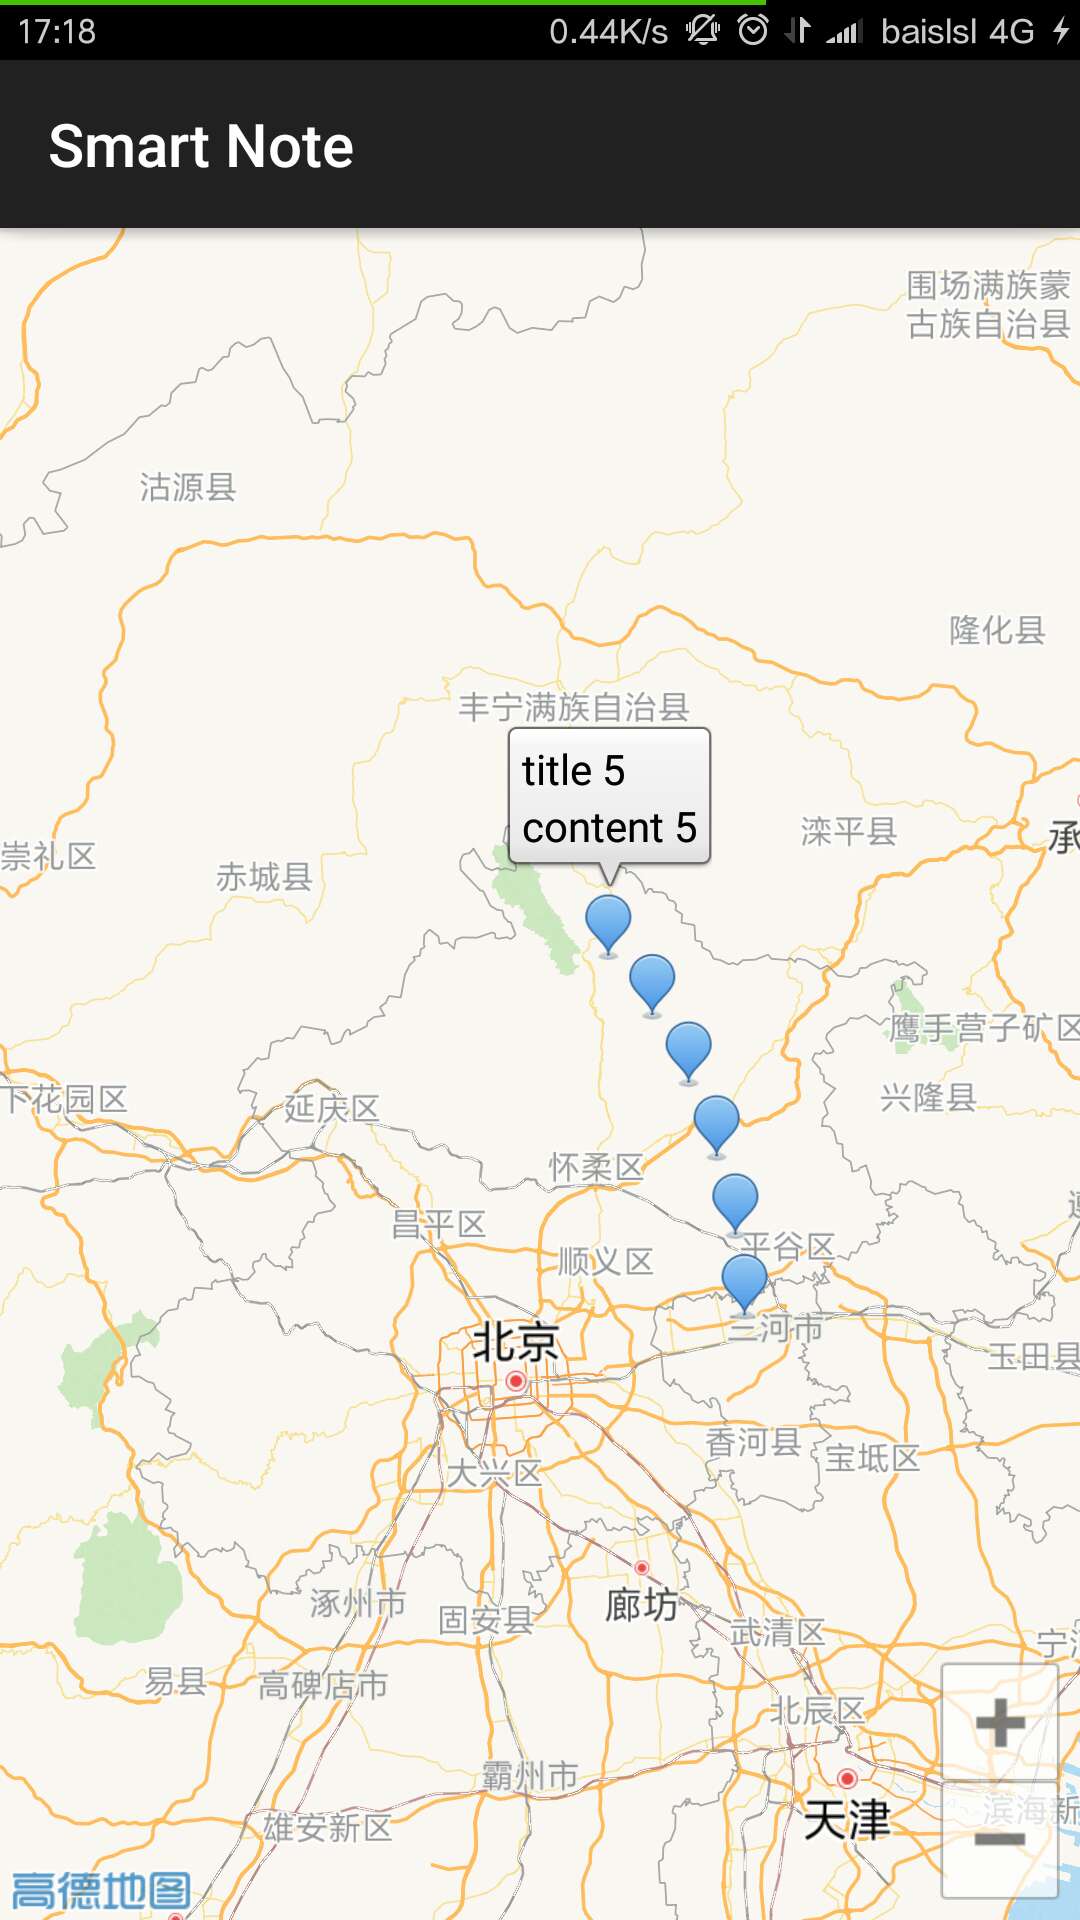 17:18
0.44K/s
baislsl 4G
Smart Note
围场满族蒙
古族自治县
沽源县
隆化县
丰宁满族自治县
title 5
content 5
滦平县
承
崇礼区
赤城县
鹰手营子矿区
兴隆县
下花园区
延庆区
怀柔区
昌平区
平谷区
顺义区
三河市
北京
玉田县
香河县
宝坻区
大兴区
涿州市
固安县
廊坊
武清区
易县
高碑店市
北辰区
霸州市
天津
滨海新
雄安新区
高德地图